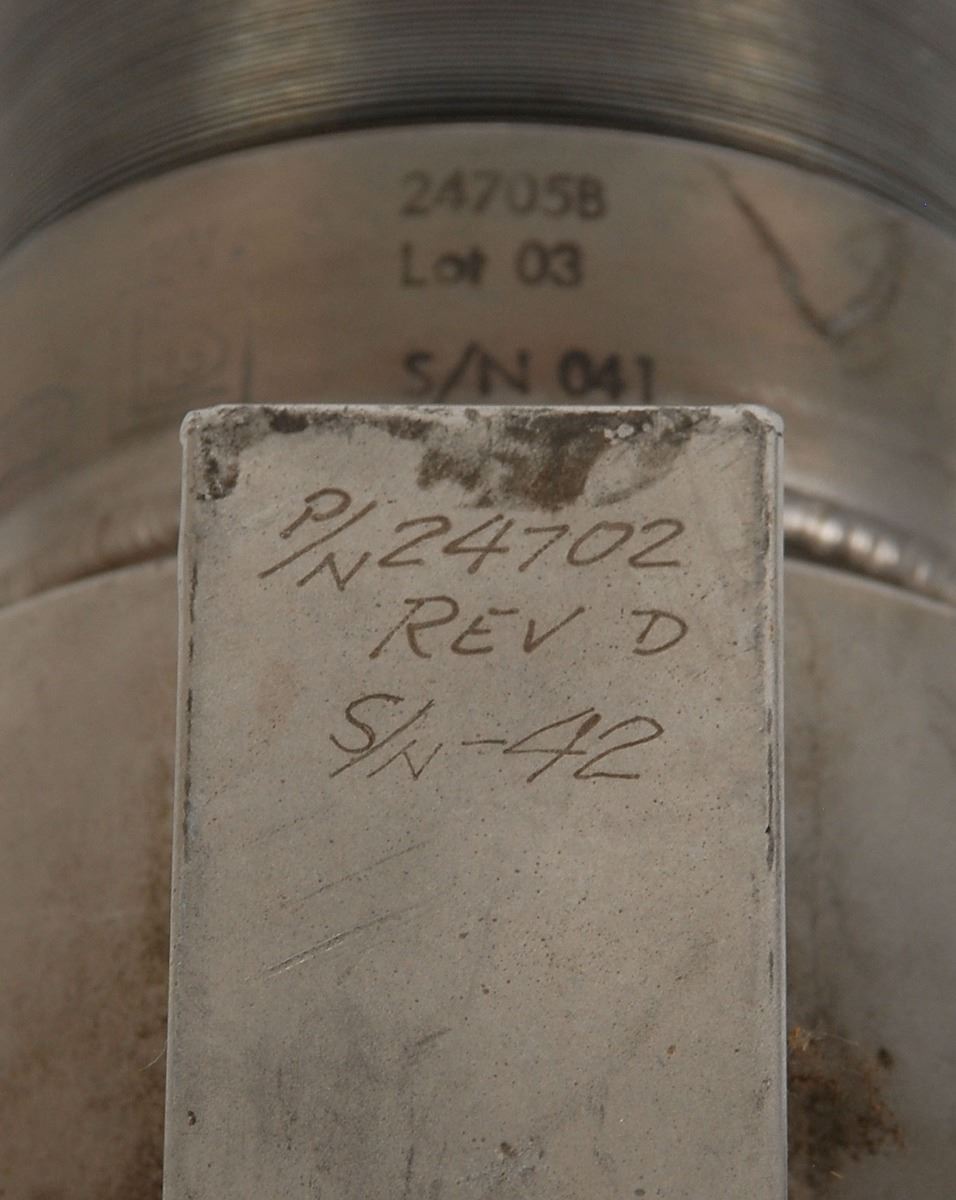 24705B
Lot 03
S/N 041
P/N 24702
REV D
S/N-42